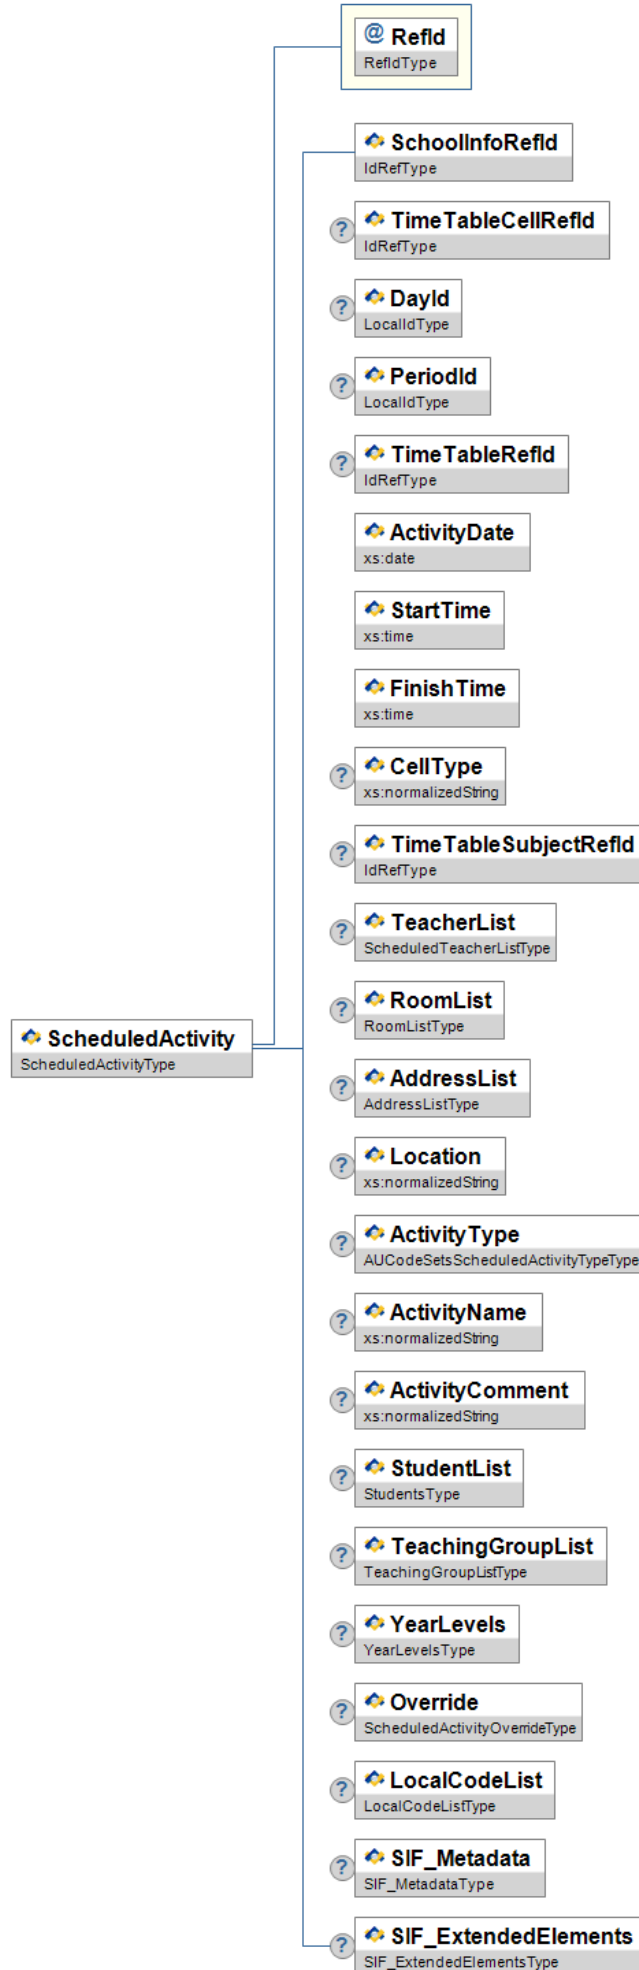 @ RefId
RefIdType
SchoolInfoRefId
IdRefType
? TimeTableCellRefId
IdRefType
? DayId
LocalIdType
? PeriodId
LocalIdType
? TimeTableRefId
IdRefType
ActivityDate
xs:date
StartTime
xs:time
FinishTime
xs:time
? CellType
xs:normalizedString
? TimeTableSubjectRefId
IdRefType
? TeacherList
ScheduledTeacherListType
? RoomList
RoomListType
ScheduledActivity
ScheduledActivityType
? AddressList
AddressListType
? Location
xs:normalizedString
? ActivityType
AUCodeSetsScheduledActivityTypeType
? ActivityName
xs:normalizedString
? ActivityComment
xs:normalizedString
? StudentList
StudentsType
? TeachingGroupList
TeachingGroupListType
? YearLevels
YearLevelsType
? Override
ScheduledActivityOverrideType
? LocalCodeList
LocalCodeListType
? SIF_Metadata
SIF_MetadataType
? SIF_ExtendedElements
SIF_ExtendedElementsType